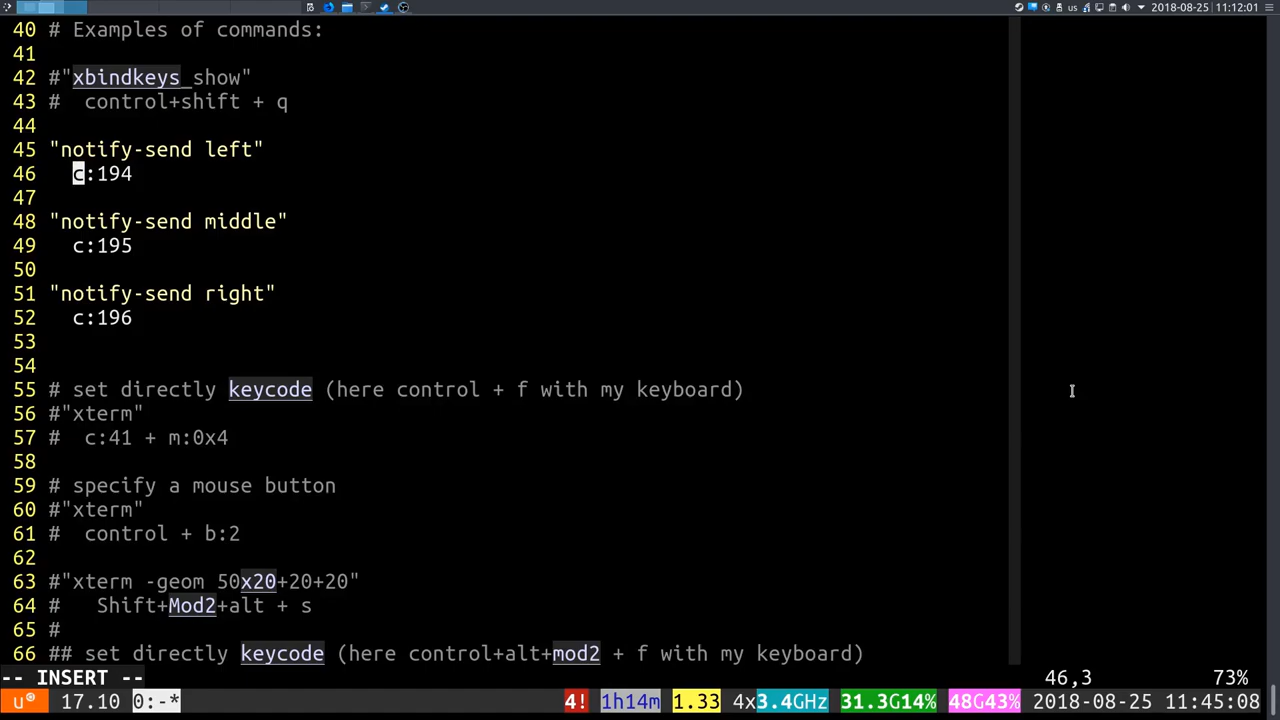 us 2018-08-25 11:12:01
40 # Examples of commands:
41
42 #"xbindkeys_show"
43 #  control+shift + q
44
45 "notify-send left"
46   c:194
47
48 "notify-send middle"
49   c:195
50
51 "notify-send right"
52   c:196
53
54
55 # set directly keycode (here control + f with my keyboard)
56 #"xterm"
57 #  c:41 + m:0x4
58
59 # specify a mouse button
60 #"xterm"
61 #  control + b:2
62
63 #"xterm -geom 50x20+20+20"
64 #   Shift+Mod2+alt + s
65 #
66 ## set directly keycode (here control+alt+mod2 + f with my keyboard)
-- INSERT -- 46,3 73%
u® 17.10 0:-* 4! 1h14m 1.33 4x3.4GHz 31.3G14% 48G43% 2018-08-25 11:45:08